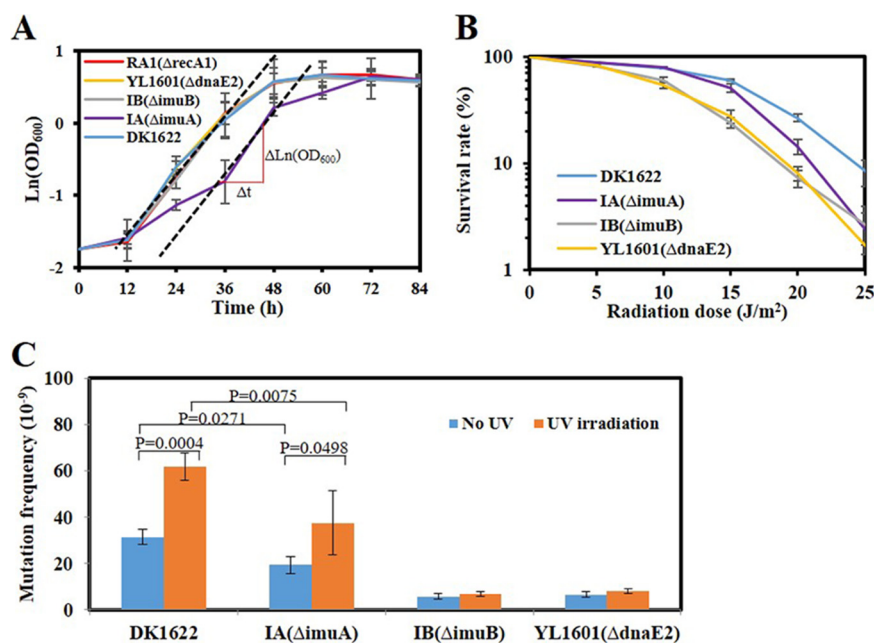 A
RA1(ΔrecA1)
YL1601(ΔdnaE2)
IB(ΔimuB)
IA(ΔimuA)
DK1622
Ln(OD600)
1
0
-1
-2
ΔLn(OD600)
Δt
0 12 24 36 48 60 72 84
Time (h)
B
Survival rate (%)
100
10
1
DK1622
IA(ΔimuA)
IB(ΔimuB)
YL1601(ΔdnaE2)
0 5 10 15 20 25
Radiation dose (J/m²)
C
Mutation frequency (10⁻⁹)
100
80
60
40
20
0
P=0.0075
P=0.0271
P=0.0004
P=0.0498
No UV UV irradiation
DK1622 IA(ΔimuA) IB(ΔimuB) YL1601(ΔdnaE2)